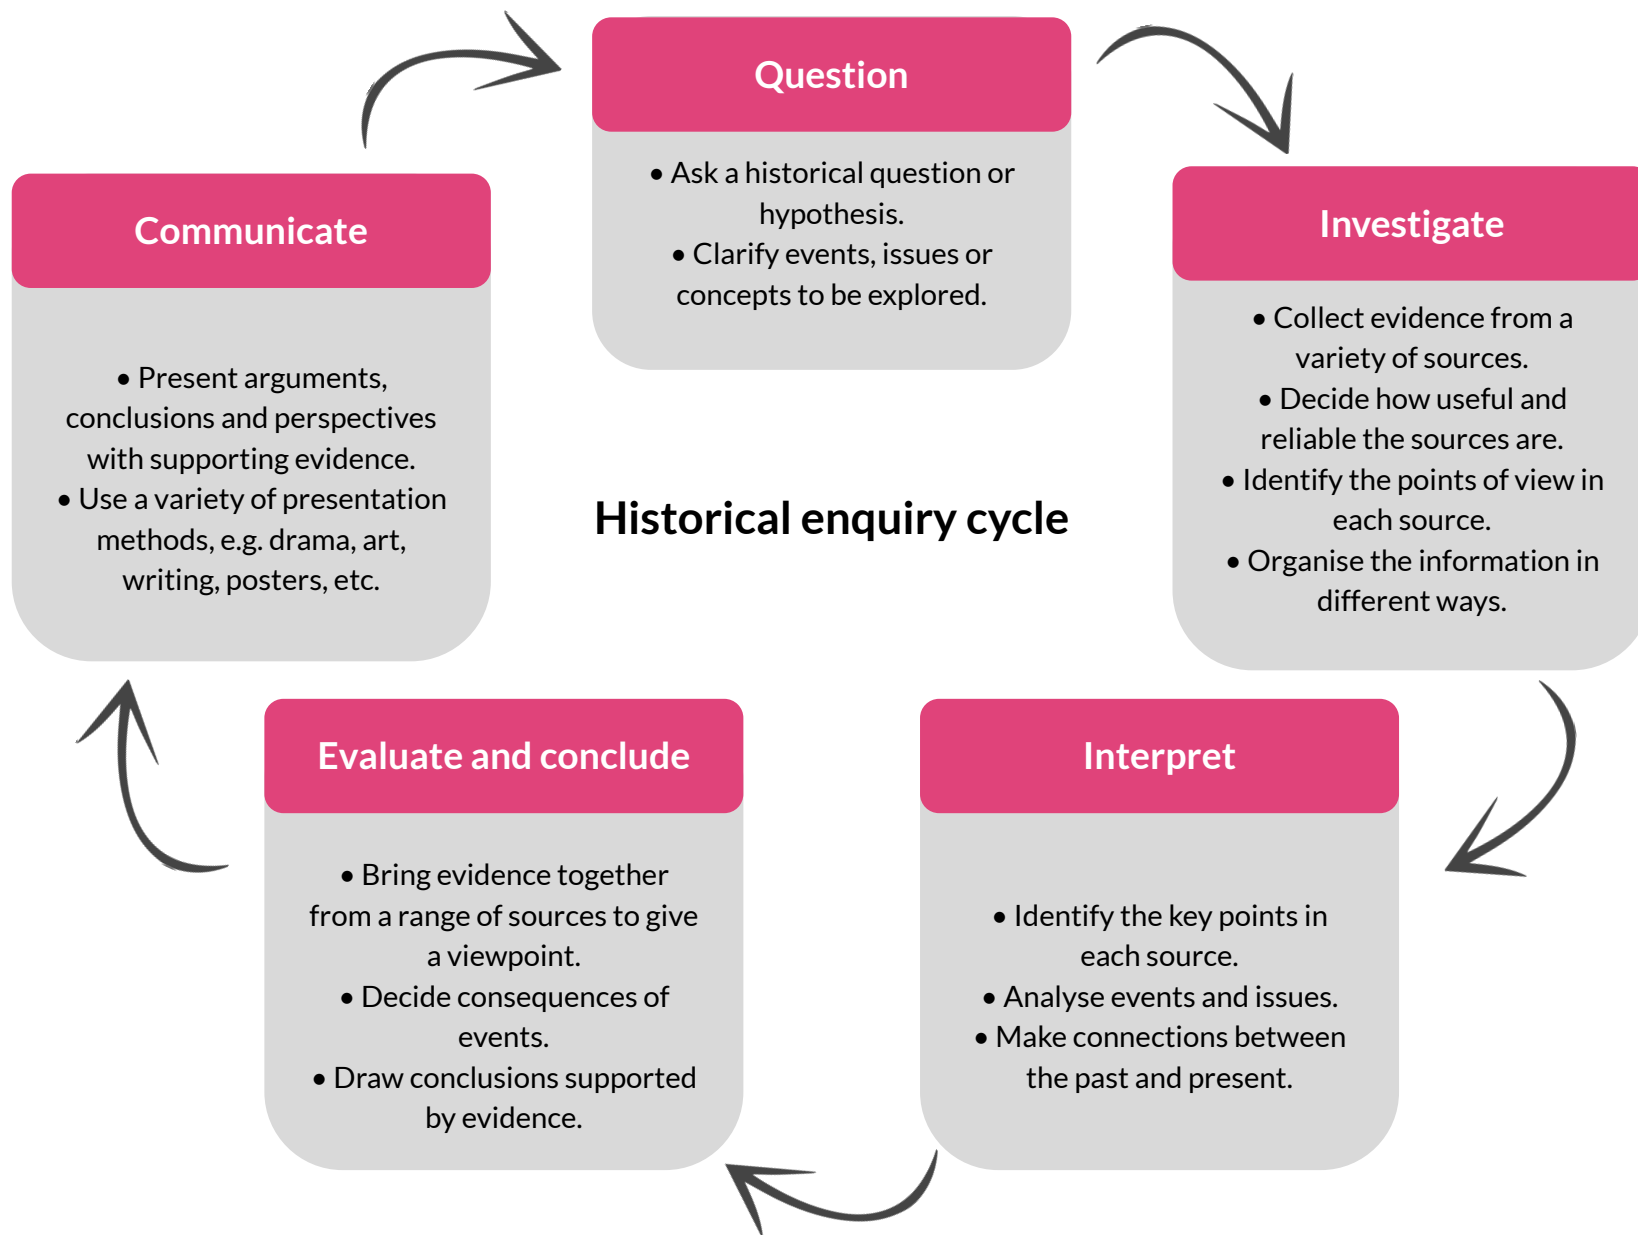 Question
• Ask a historical question or
hypothesis.
• Clarify events, issues or
concepts to be explored.
Investigate
• Collect evidence from a
variety of sources.
• Decide how useful and
reliable the sources are.
• Identify the points of view in
each source.
• Organise the information in
different ways.
Communicate
• Present arguments,
conclusions and perspectives
with supporting evidence.
• Use a variety of presentation
methods, e.g. drama, art,
writing, posters, etc.
Historical enquiry cycle
Evaluate and conclude
• Bring evidence together
from a range of sources to give
a viewpoint.
• Decide consequences of
events.
• Draw conclusions supported
by evidence.
Interpret
• Identify the key points in
each source.
• Analyse events and issues.
• Make connections between
the past and present.